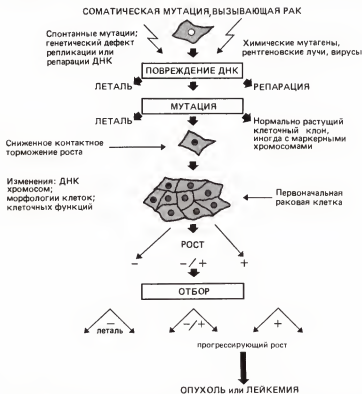 СОМАТИЧЕСКАЯ МУТАЦИЯ, ВЫЗЫВАЮЩАЯ РАК
Спонтанные мутации;
генетический дефект
репликации или
репарации ДНК
Химические мутагены,
рентгеновские лучи, вирусы
ПОВРЕЖДЕНИЕ ДНК
ЛЕТАЛЬ
РЕПАРАЦИЯ
МУТАЦИЯ
ЛЕТАЛЬ
Нормально растущий
клеточный клон,
иногда с маркерными
хромосомами
Сниженное контактное
торможение роста
Изменения: ДНК
хромосом;
морфологии клеток;
клеточных функций
Первоначальная
раковая клетка
РОСТ
− −/+ +
ОТБОР
− −/+ +
леталь
прогрессирующий рост
ОПУХОЛЬ или ЛЕЙКЕМИЯ